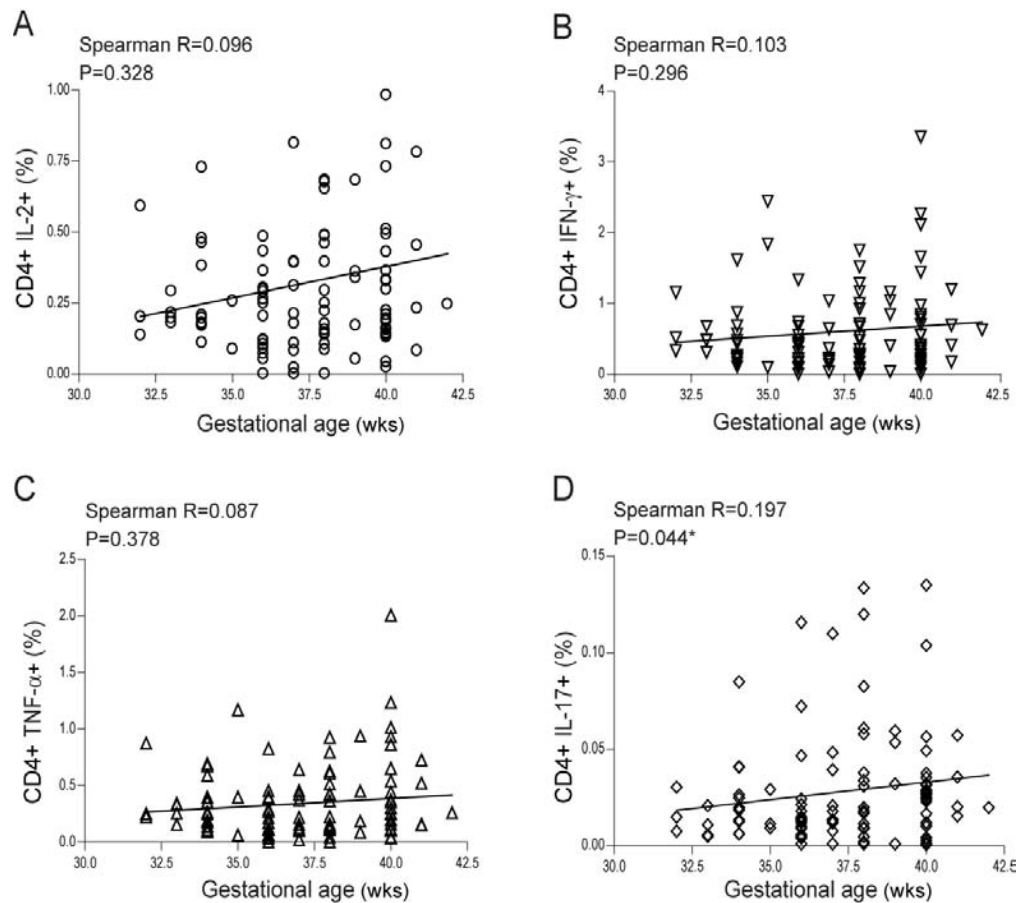 A
Spearman R=0.096
P=0.328
1.00
0.75
0.50
0.25
0.00
CD4+ IL-2+ (%)
30.0 32.5 35.0 37.5 40.0 42.5
Gestational age (wks)
B
Spearman R=0.103
P=0.296
4
3
2
1
0
CD4+ IFN-γ+ (%)
30.0 32.5 35.0 37.5 40.0 42.5
Gestational age (wks)
C
Spearman R=0.087
P=0.378
2.5
2.0
1.5
1.0
0.5
0.0
CD4+ TNF-α+ (%)
30.0 32.5 35.0 37.5 40.0 42.5
Gestational age (wks)
D
Spearman R=0.197
P=0.044*
0.15
0.10
0.05
0.00
CD4+ IL-17+ (%)
30.0 32.5 35.0 37.5 40.0 42.5
Gestational age (wks)